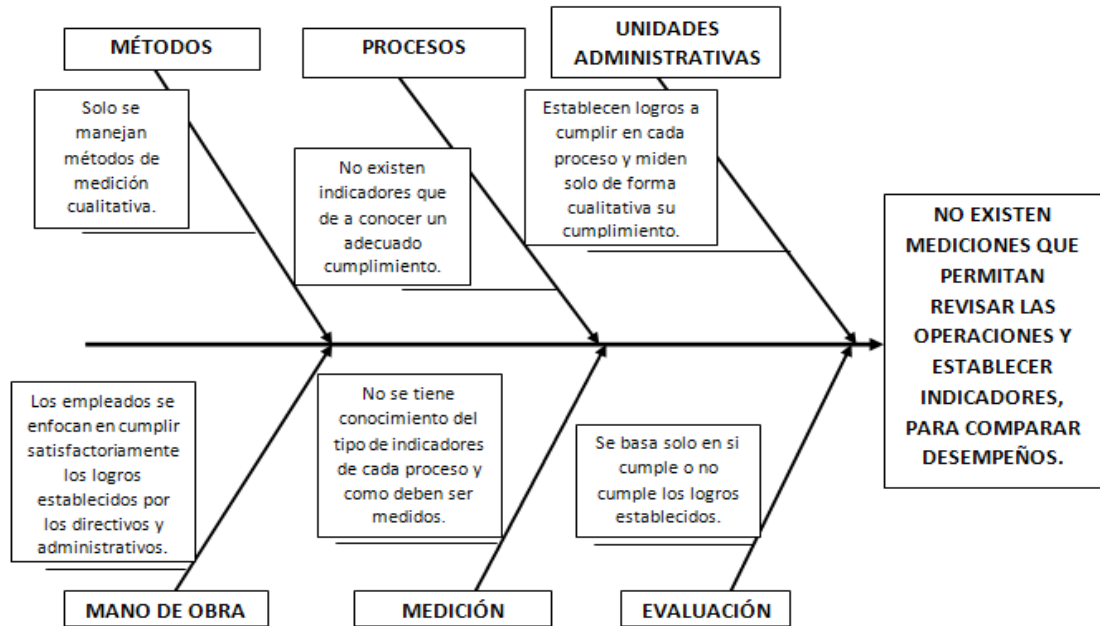 MÉTODOS
PROCESOS
UNIDADES
ADMINISTRATIVAS
Solo se
manejan
métodos de
medición
cualitativa.
No existen
indicadores que
de a conocer un
adecuado
cumplimiento.
Establecen logros a
cumplir en cada
proceso y miden
solo de forma
cualitativa su
cumplimiento.
NO EXISTEN
MEDICIONES QUE
PERMITAN
REVISAR LAS
OPERACIONES Y
ESTABLECER
INDICADORES,
PARA COMPARAR
DESEMPEÑOS.
Los empleados se
enfocan en cumplir
satisfactoriamente
los logros
establecidos por
los directivos y
administrativos.
No se tiene
conocimiento del
tipo de indicadores
de cada proceso y
como deben ser
medidos.
Se basa solo en si
cumple o no
cumple los logros
establecidos.
MANO DE OBRA
MEDICIÓN
EVALUACIÓN